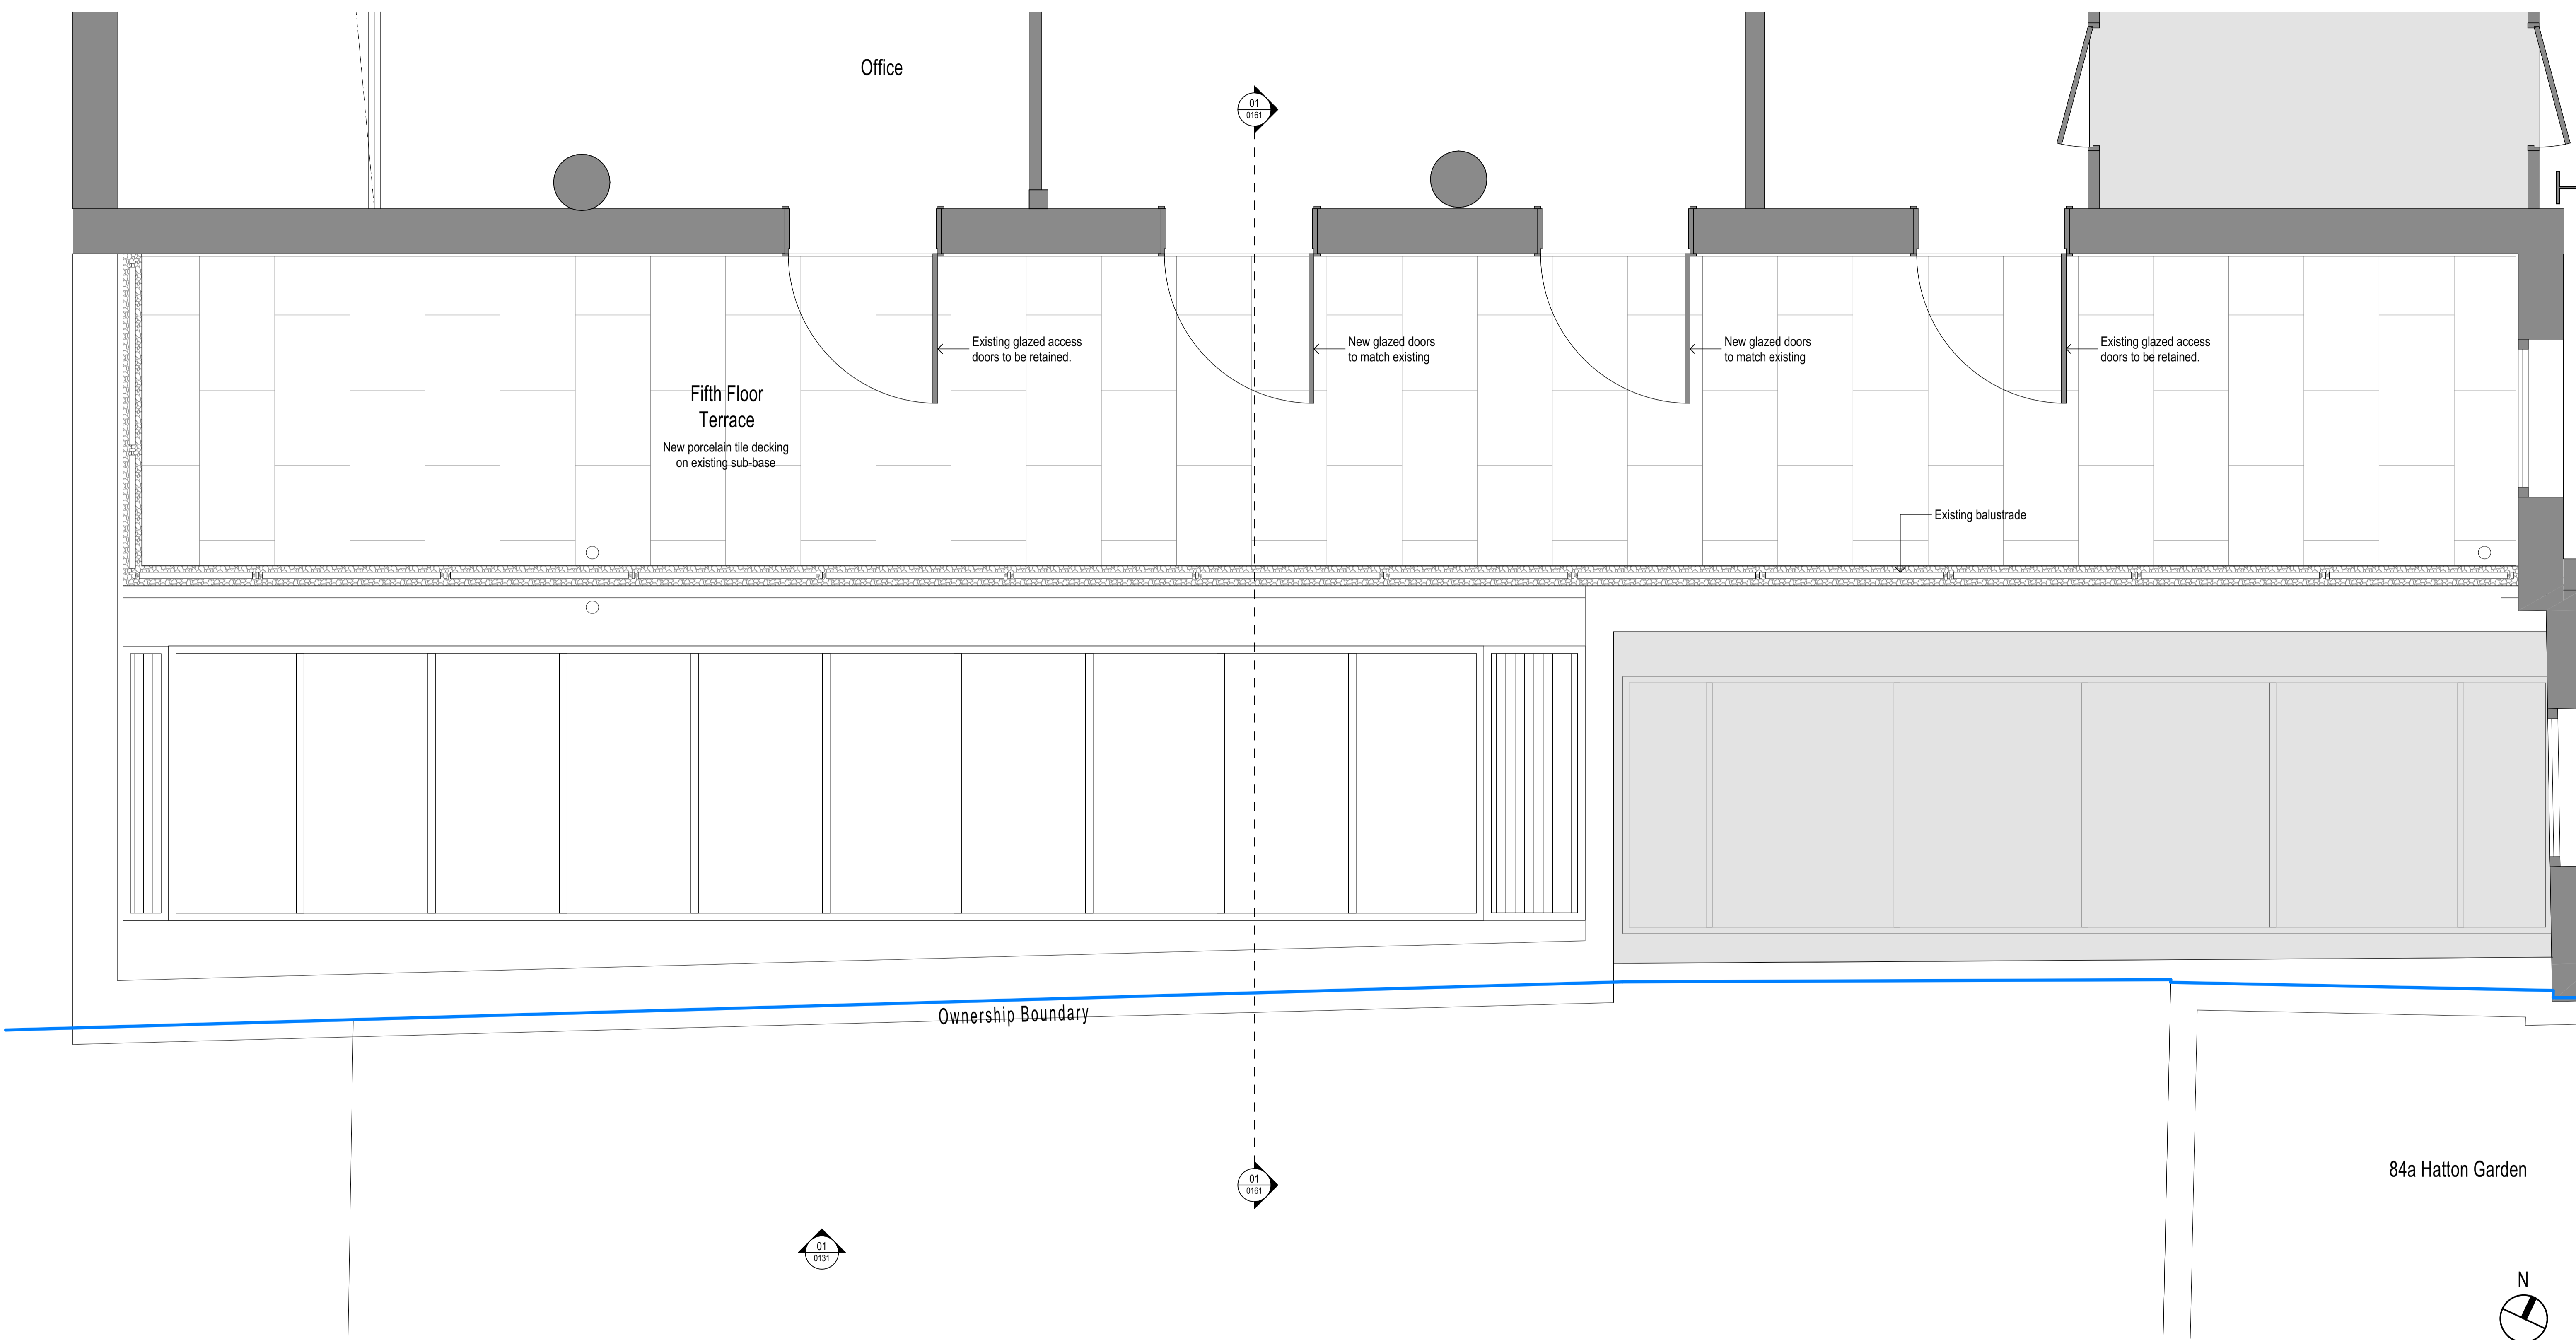 Office
01
0161
Existing glazed access
doors to be retained.
New glazed doors
to match existing
New glazed doors
to match existing
Existing glazed access
doors to be retained.
Fifth Floor
Terrace
New porcelain tile decking
on existing sub-base
Existing balustrade
Ownership Boundary
01
0161
84a Hatton Garden
01
0131
N